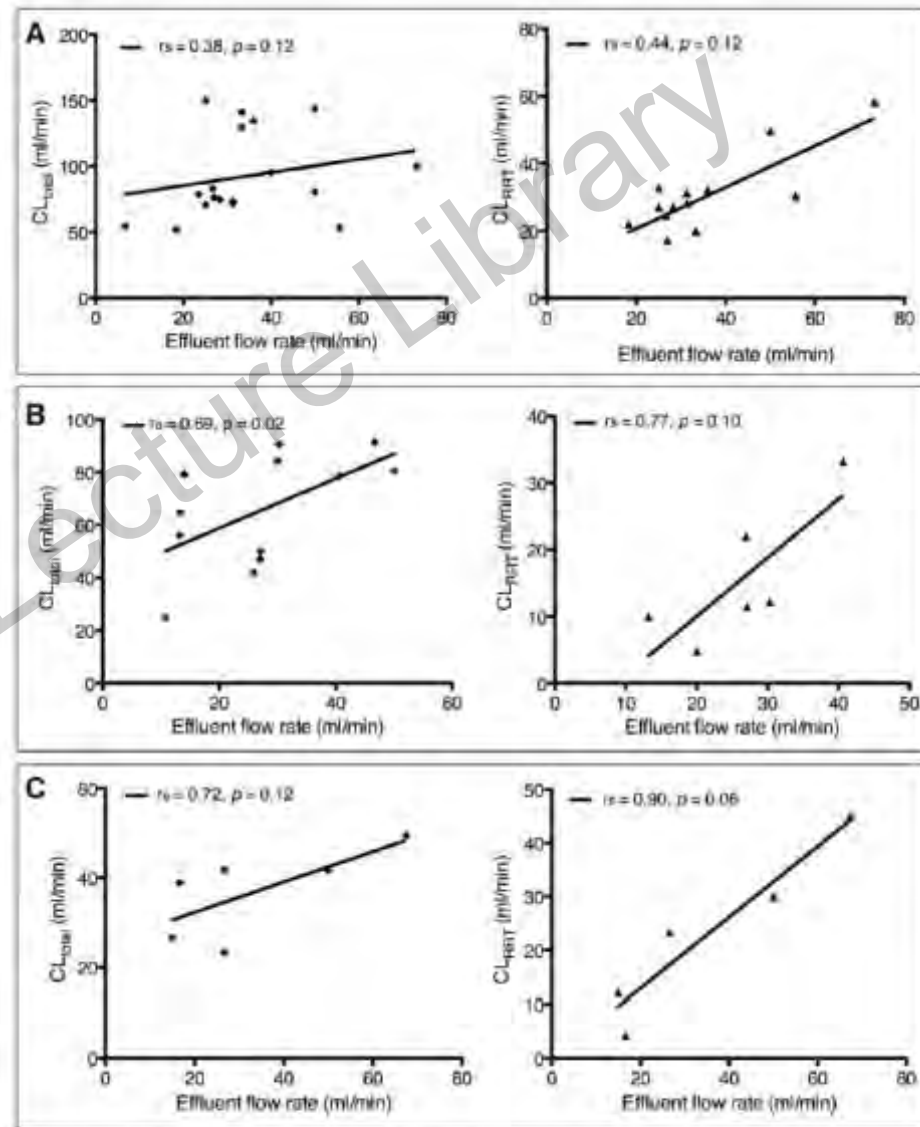 A
rs = 0.38, p = 0.12
CLtotal (ml/min)
200
150
100
50
0
0 20 40 60 80
Effluent flow rate (ml/min)
rs = 0.44, p = 0.12
CLRRT (ml/min)
80
60
40
20
0
0 20 40 60 80
Effluent flow rate (ml/min)
B
rs = 0.69, p = 0.02
CLtotal (ml/min)
100
80
60
40
20
0
0 20 40 60
Effluent flow rate (ml/min)
rs = 0.77, p = 0.10
CLRRT (ml/min)
40
30
20
10
0
0 10 20 30 40 50
Effluent flow rate (ml/min)
C
rs = 0.72, p = 0.12
CLtotal (ml/min)
60
40
20
0
0 20 40 60 80
Effluent flow rate (ml/min)
rs = 0.90, p = 0.06
CLRRT (ml/min)
50
40
30
20
10
0
0 20 40 60 80
Effluent flow rate (ml/min)
Lecture Library